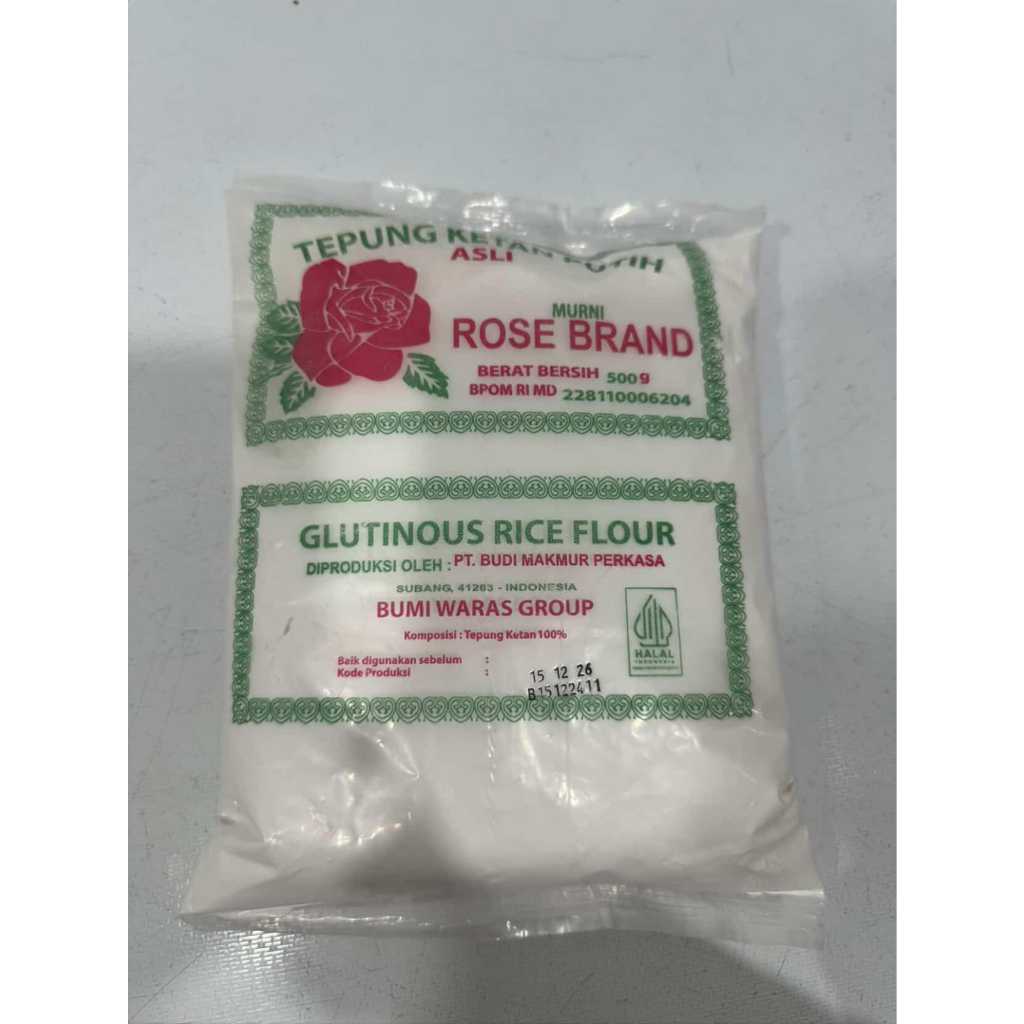 TEPUNG KETAN PUTIH
ASLI
MURNI
ROSE BRAND
BERAT BERSIH 500g
BPOM RI MD 228110006204
GLUTINOUS RICE FLOUR
DIPRODUKSI OLEH : PT. BUDI MAKMUR PERKASA
SUBANG, 41263 - INDONESIA
BUMI WARAS GROUP
Komposisi : Tepung Ketan 100%
HALAL
INDONESIA
Baik digunakan sebelum : 15 12 26
Kode Produksi : B15122411